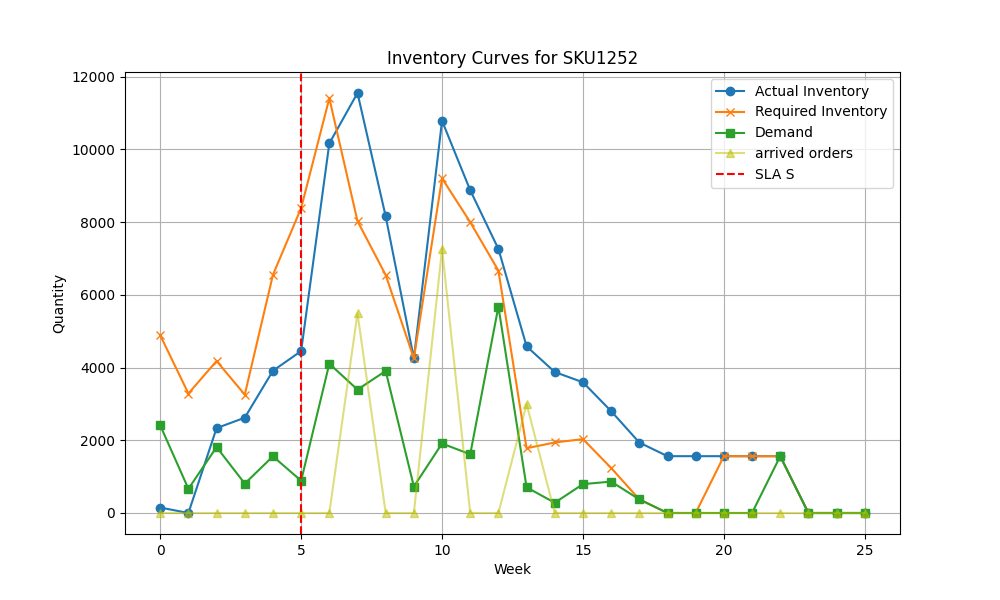 Inventory Curves for SKU1252
12000
10000
8000
6000
4000
2000
0
Quantity
Actual Inventory
Required Inventory
Demand
arrived orders
SLA S
0 5 10 15 20 25
Week